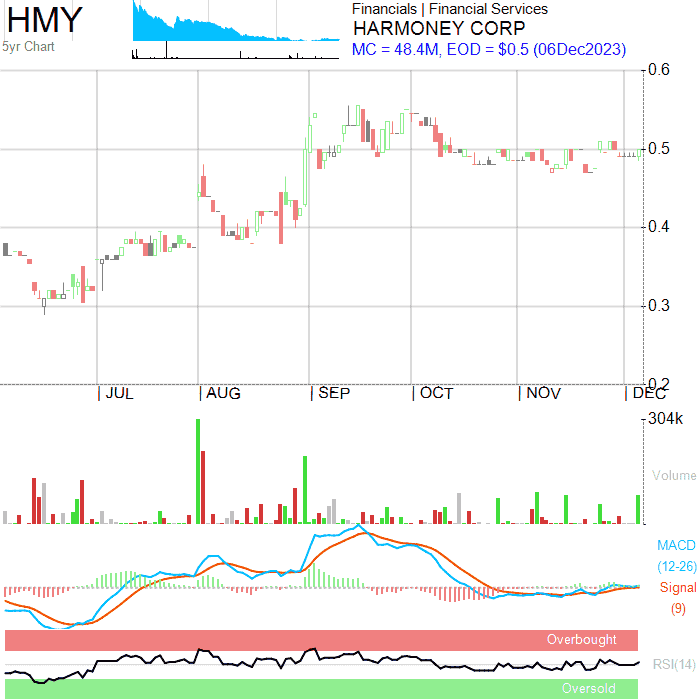 HMY
5yr Chart
Financials | Financial Services
HARMONEY CORP
MC = 48.4M, EOD = $0.5 (06Dec2023)
0.6
0.5
0.4
0.3
0.2
JUL
AUG
SEP
OCT
NOV
DEC
304k
Volume
MACD
(12-26)
Signal
(9)
Overbought
RSI(14)
Oversold